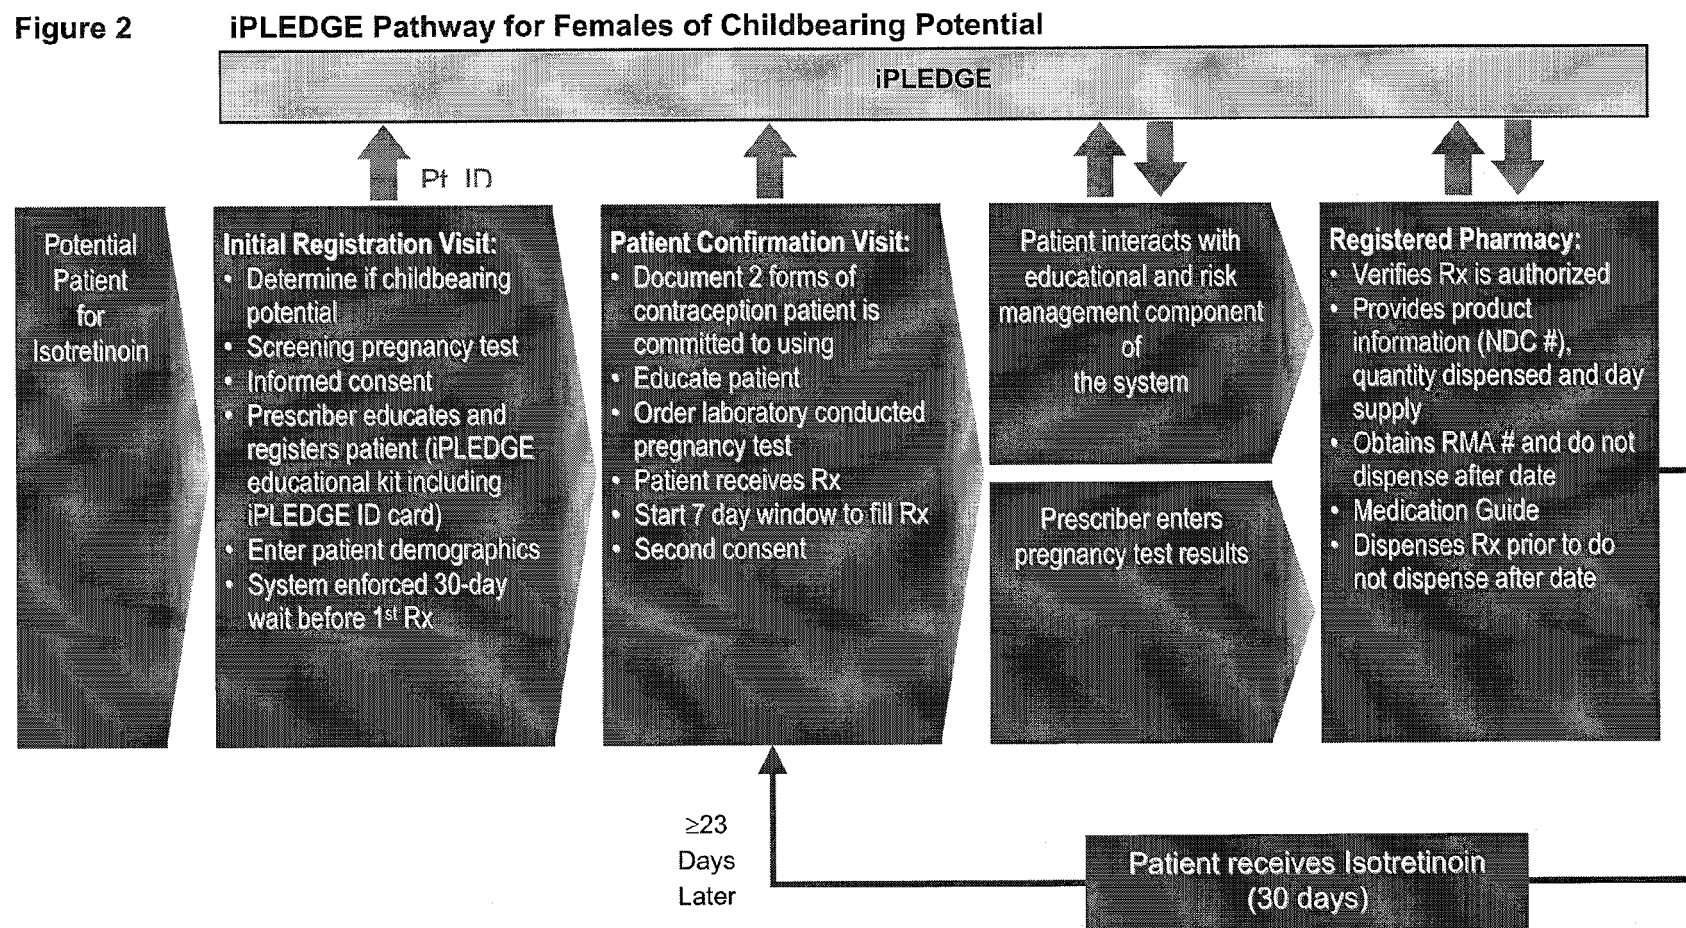 Figure 2 iPLEDGE Pathway for Females of Childbearing Potential
iPLEDGE
Pt ID
Potential
Patient
for
Isotretinoin
Initial Registration Visit:
• Determine if childbearing
potential
• Screening pregnancy test
• Informed consent
• Prescriber educates and
registers patient (iPLEDGE
educational kit including
iPLEDGE ID card)
• Enter patient demographics
• System enforced 30-day
wait before 1st Rx
Patient Confirmation Visit:
• Document 2 forms of
contraception patient is
committed to using
• Educate patient
• Order laboratory conducted
pregnancy test
• Patient receives Rx
• Start 7 day window to fill Rx
• Second consent
Patient interacts with
educational and risk
management component
of
the system
Prescriber enters
pregnancy test results
Registered Pharmacy:
• Verifies Rx is authorized
• Provides product
information (NDC #),
quantity dispensed and day
supply
• Obtains RMA # and do not
dispense after date
• Medication Guide
• Dispenses Rx prior to do
not dispense after date
≥23
Days
Later
Patient receives Isotretinoin
(30 days)